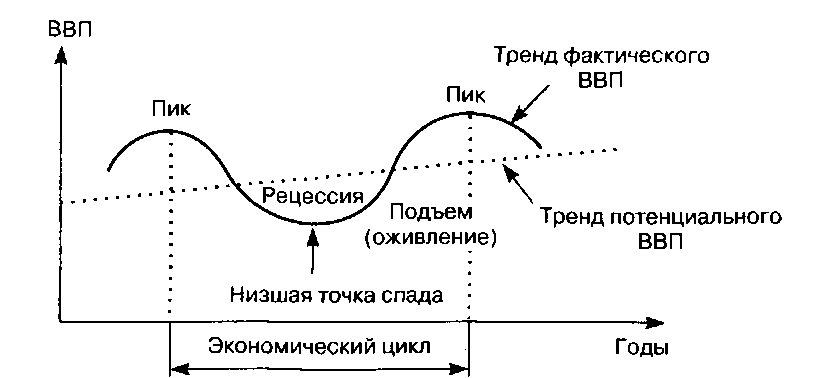 ВВП
Тренд фактического
ВВП
Пик
Пик
Рецессия
Подъем
(оживление)
Тренд потенциального
ВВП
Низшая точка спада
Экономический цикл
Годы